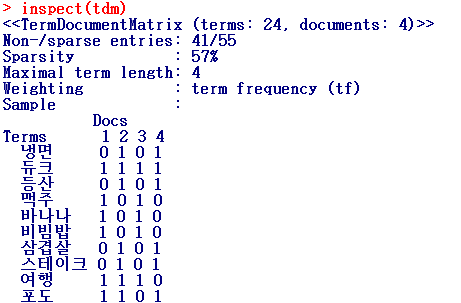 > inspect(tdm)
<<TermDocumentMatrix (terms: 24, documents: 4)>>
Non-/sparse entries: 41/55
Sparsity           : 57%
Maximal term length: 4
Weighting          : term frequency (tf)
Sample             :
Docs
Terms 1 2 3 4
냉면 0 1 0 1
듀크 1 1 1 1
등산 0 1 0 1
맥주 1 0 1 0
바나나 1 0 1 0
비빔밥 1 0 1 0
삼겹살 0 1 0 1
스테이크 0 1 0 1
여행 1 1 1 0
포도 1 1 0 1